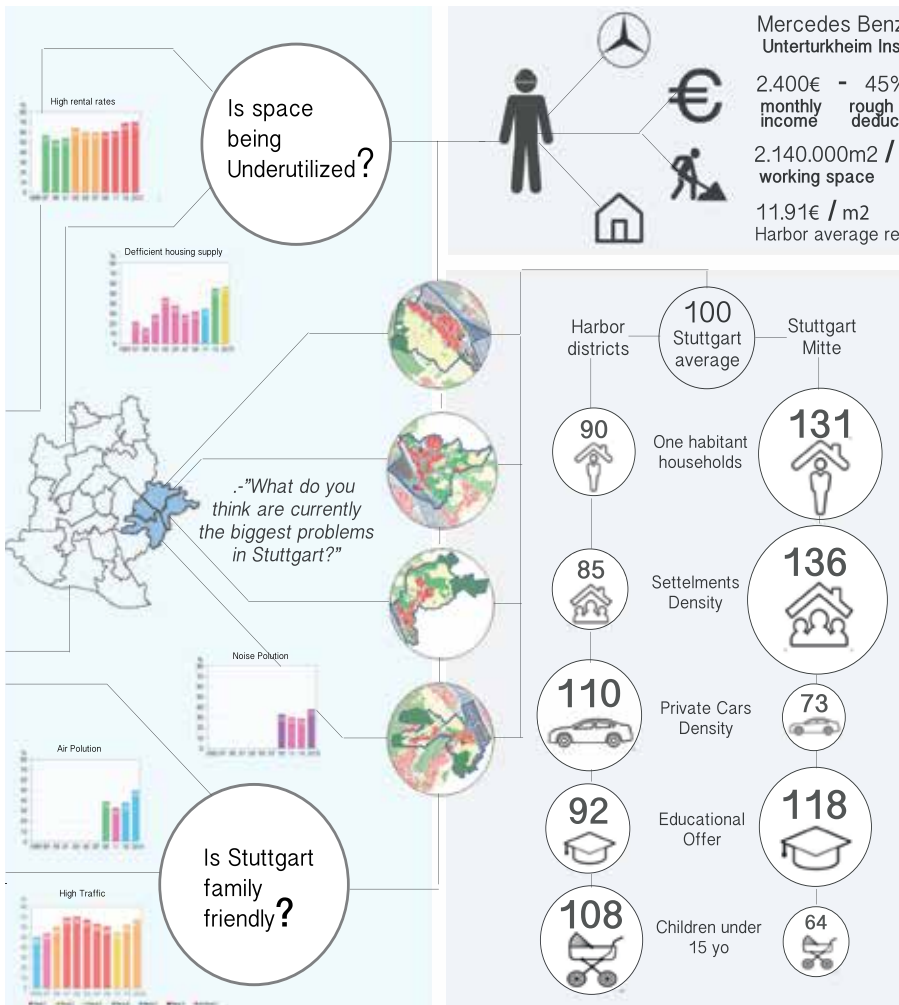 High rental rates
Is space
being
Underutilized?
Defficient housing supply
.-"What do you
think are currently
the biggest problems
in Stuttgart?"
Noise Polution
Air Polution
High Traffic
Is Stuttgart
family
friendly?
Mercedes Benz
Unterturkheim Ins
2.400€ - 45%
monthly rough
income deduc
2.140.000m2 /
working space
11.91€ / m2
Harbor average re
Harbor
districts
100
Stuttgart
average
Stuttgart
Mitte
90
One habitant
households
131
85
Settelments
Density
136
110
Private Cars
Density
73
92
Educational
Offer
118
108
Children under
15 yo
64